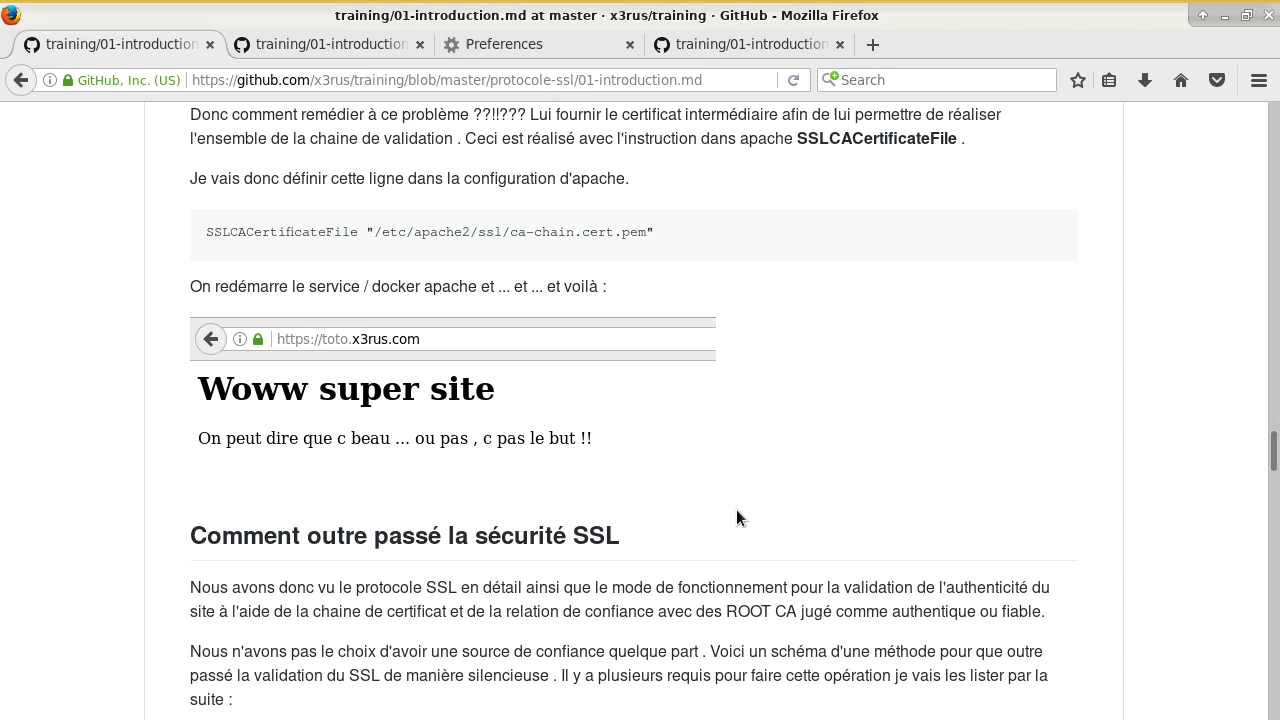 training/01-introduction.md at master · x3rus/training · GitHub - Mozilla Firefox
training/01-introduction
training/01-introduction
Preferences
training/01-introduction
GitHub, Inc. (US)
https://github.com/x3rus/training/blob/master/protocole-ssl/01-introduction.md
Search
Donc comment remédier à ce problème ??!!??? Lui fournir le certificat intermédiaire afin de lui permettre de réaliser
l'ensemble de la chaine de validation . Ceci est réalisé avec l'instruction dans apache SSLCACertificateFile .
Je vais donc définir cette ligne dans la configuration d'apache.
SSLCACertificateFile "/etc/apache2/ssl/ca-chain.cert.pem"
On redémarre le service / docker apache et ... et ... et voilà :
https://toto.x3rus.com
Woww super site
On peut dire que c beau ... ou pas , c pas le but !!
Comment outre passé la sécurité SSL
Nous avons donc vu le protocole SSL en détail ainsi que le mode de fonctionnement pour la validation de l'authenticité du
site à l'aide de la chaine de certificat et de la relation de confiance avec des ROOT CA jugé comme authentique ou fiable.
Nous n'avons pas le choix d'avoir une source de confiance quelque part . Voici un schéma d'une méthode pour que outre
passé la validation du SSL de manière silencieuse . Il y a plusieurs requis pour faire cette opération je vais les lister par la
suite :